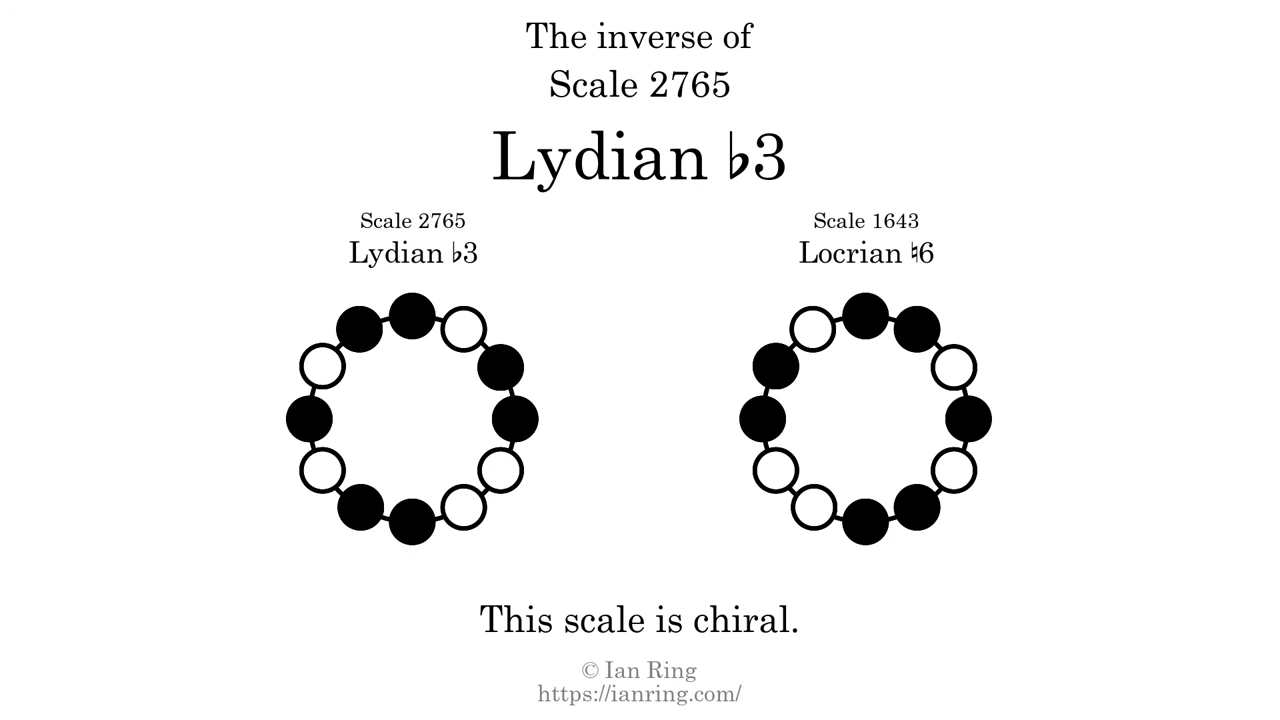 The inverse of
Scale 2765
Lydian ♭3
Scale 2765
Lydian ♭3
Scale 1643
Locrian ♮6
This scale is chiral.
© Ian Ring
https://ianring.com/